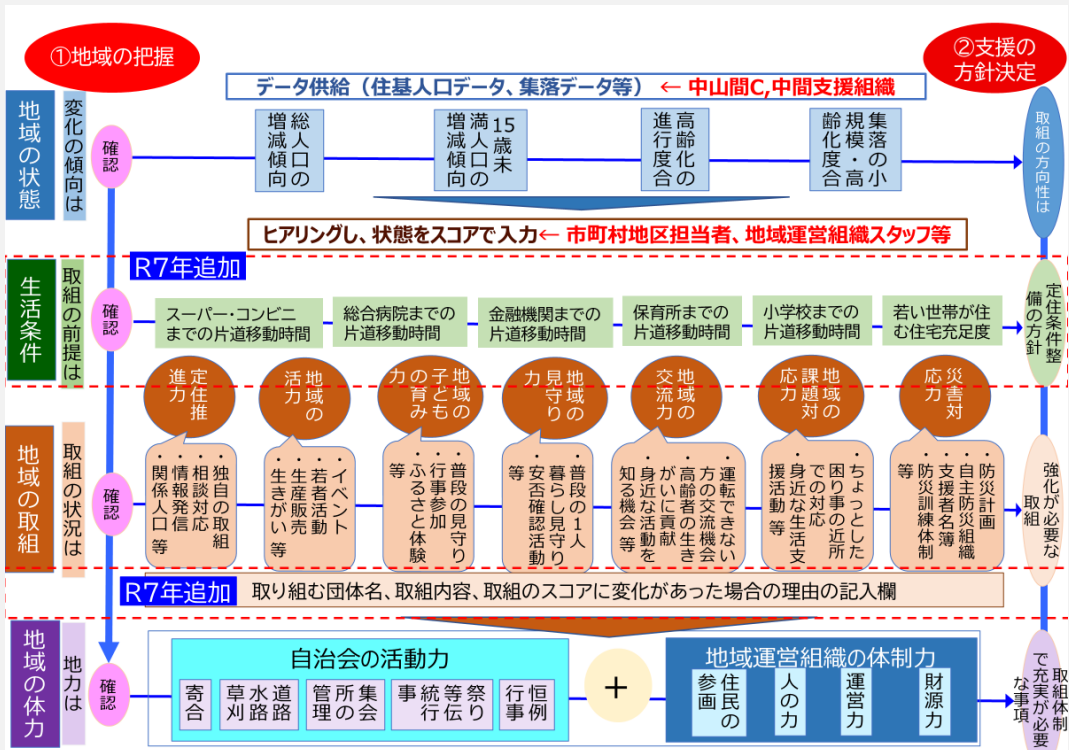 ①地域の把握
②支援の
方針決定
データ供給（住基人口データ、集落データ等）← 中山間C,中間支援組織
地域の状態
変化の傾向は
確認
総人口の
増減傾向
15歳未
満人口の
増減傾向
高齢化の
進行度合
集落の小
規模・高
齢化度合
取組の方向性は
ヒアリングし、状態をスコアで入力← 市町村地区担当者、地域運営組織スタッフ等
R7年追加
生活条件
取組の前提は
確認
スーパー・コンビニ
までの片道移動時間
総合病院までの
片道移動時間
金融機関までの
片道移動時間
保育所までの
片道移動時間
小学校までの
片道移動時間
若い世帯が住
む住宅充足度
定住条件整
備の方針
地域の取組
取組の状況は
確認
定住推
進力
・独自の取組
・相談対応
・情報発信
・関係人口 等
地域の
活力
・イベント
・若者活動
・生産販売
・生きがい 等
地域の
子ども
の育み
力
・普段の見守り
・行事参加
・ふるさと体験
等
地域の
見守り
力
・普段の1人
暮らし見守り
・安否確認活動
等
地域の
交流力
・運転できない
方の交流機会
・高齢者の生き
がいに貢献
・身近な活動を
知る機会 等
地域の
課題対
応力
・ちょっとした
困り事の近所
での対応
・身近な生活支
援活動 等
災害対
応力
・防災計画
・自主防災組織
・支援者名簿
・防災訓練体制
等
強化が必要な
取組
R7年追加
取り組む団体名、取組内容、取組のスコアに変化があった場合の理由の記入欄
地域の体力
地力は
確認
自治会の活動力
寄合
道路
水路
草刈
集会
所の
管理
祭り
等伝
統行
事
恒例
行事
＋
地域運営組織の体制力
住民の
参画
人の力
運営力
財源力
取組体制
で充実が必要
な事項